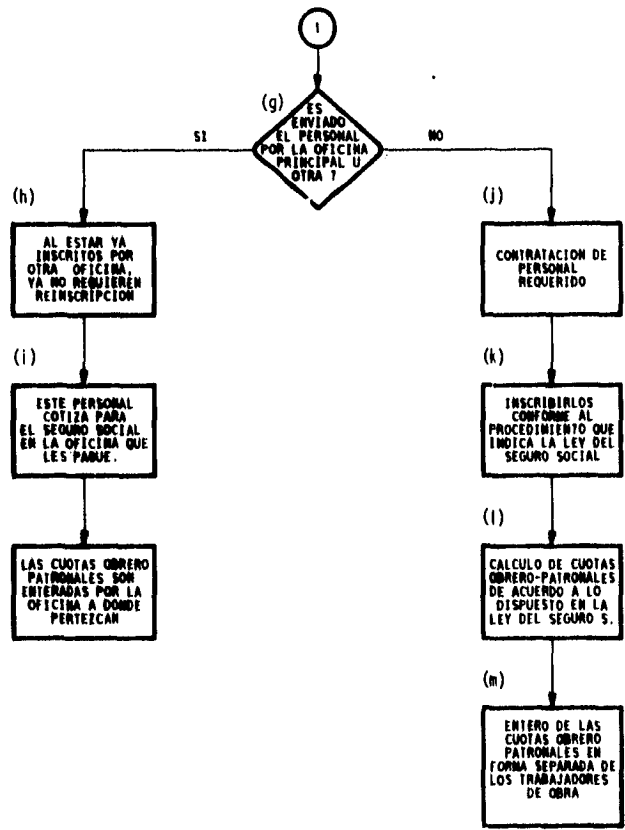 1
(g)
ES
ENVIADO
EL PERSONAL
POR LA OFICINA
PRINCIPAL U
OTRA ?
SI
NO
(h)
AL ESTAR YA
INSCRITOS POR
OTRA OFICINA,
YA NO REQUIEREN
REINSCRIPCION
(i)
ESTE PERSONAL
COTIZA PARA
EL SEGURO SOCIAL
EN LA OFICINA QUE
LES PAGUE.
LAS CUOTAS OBRERO
PATRONALES SON
ENTERADAS POR LA
OFICINA A DONDE
PERTEZCAN
(j)
CONTRATACION DE
PERSONAL
REQUERIDO
(k)
INSCRIBIRLOS
CONFORME AL
PROCEDIMIENTO QUE
INDICA LA LEY DEL
SEGURO SOCIAL
(l)
CALCULO DE CUOTAS
OBRERO-PATRONALES
DE ACUERDO A LO
DISPUESTO EN LA
LEY DEL SEGURO S.
(m)
ENTERO DE LAS
CUOTAS OBRERO
PATRONALES EN
FORMA SEPARADA DE
LOS TRABAJADORES
DE OBRA